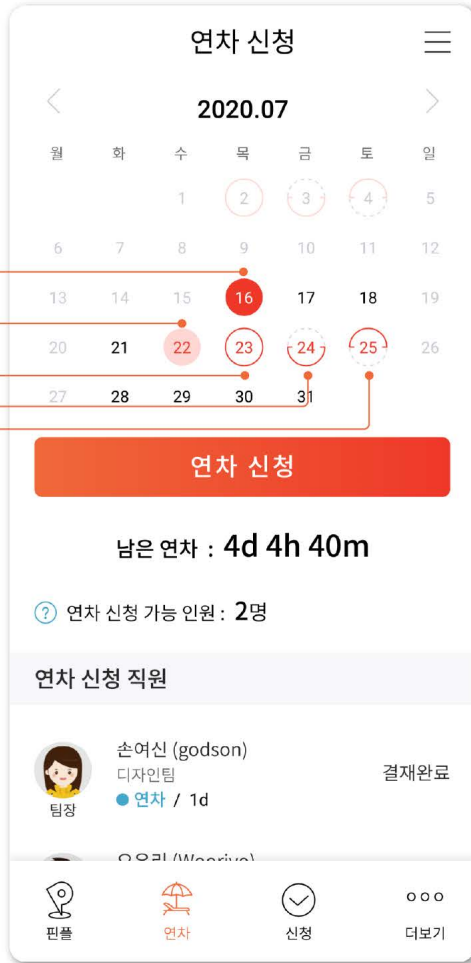 연차 신청
2020.07
월 화 수 목 금 토 일
1 2 3 4 5
6 7 8 9 10 11 12
13 14 15 16 17 18 19
20 21 22 23 24 25 26
27 28 29 30 31
연차 신청
남은 연차 : 4d 4h 40m
? 연차 신청 가능 인원 : 2명
연차 신청 직원
손여신 (godson)
디자인팀
결재완료
연차 / 1d
팀장
핀플 연차 신청 더보기